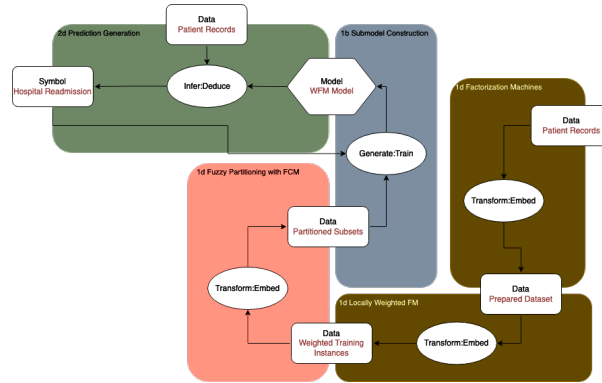 2d Prediction Generation
Data
Patient Records
1b Submodel Construction
Symbol
Hospital Readmission
Infer:Deduce
Model
WFM Model
1d Factorization Machines
Data
Patient Records
Generate:Train
1d Fuzzy Partitioning with FCM
Transform:Embed
Data
Partitioned Subsets
Transform:Embed
Data
Prepared Dataset
1d Locally Weighted FM
Data
Weighted Training
Instances
Transform:Embed